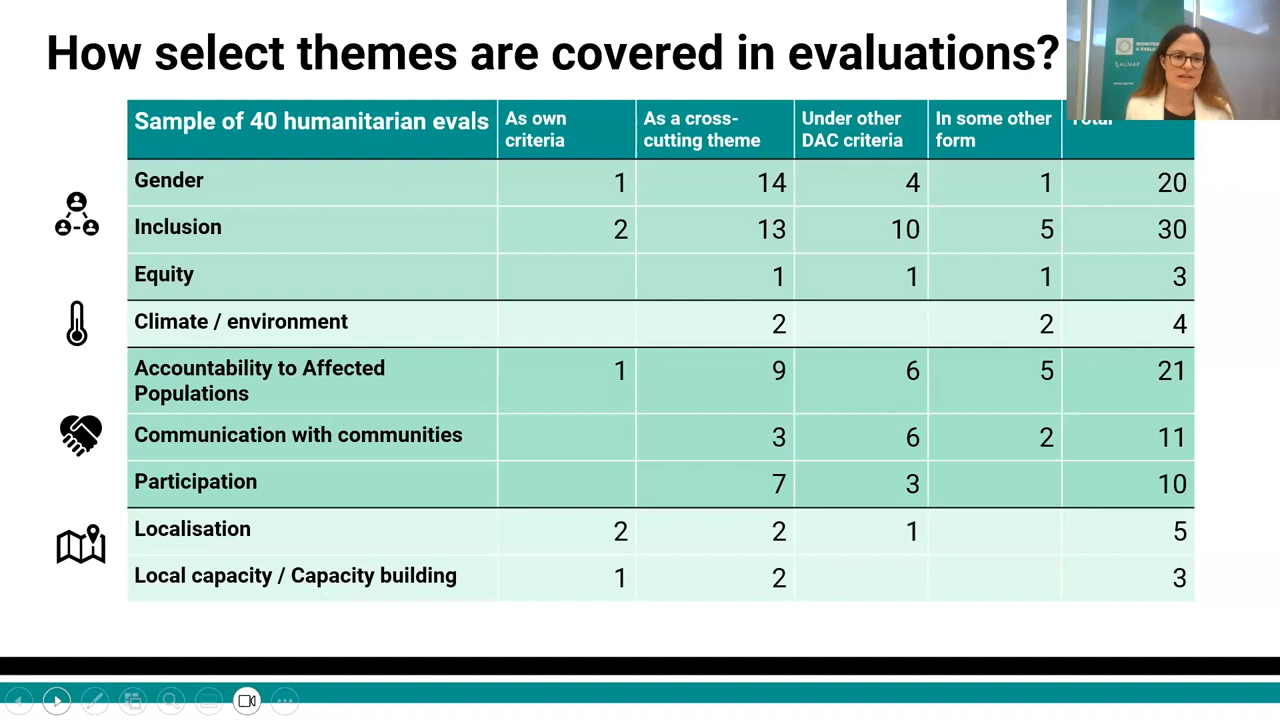 How select themes are covered in evaluations?
MONITOR
& EVALU
ALNAP
Sample of 40 humanitarian evals
As own criteria
As a cross-cutting theme
Under other DAC criteria
In some other form
Total
Gender 1 14 4 1 20
Inclusion 2 13 10 5 30
Equity 1 1 1 3
Climate / environment 2 2 4
Accountability to Affected
Populations 1 9 6 5 21
Communication with communities 3 6 2 11
Participation 7 3 10
Localisation 2 2 1 5
Local capacity / Capacity building 1 2 3